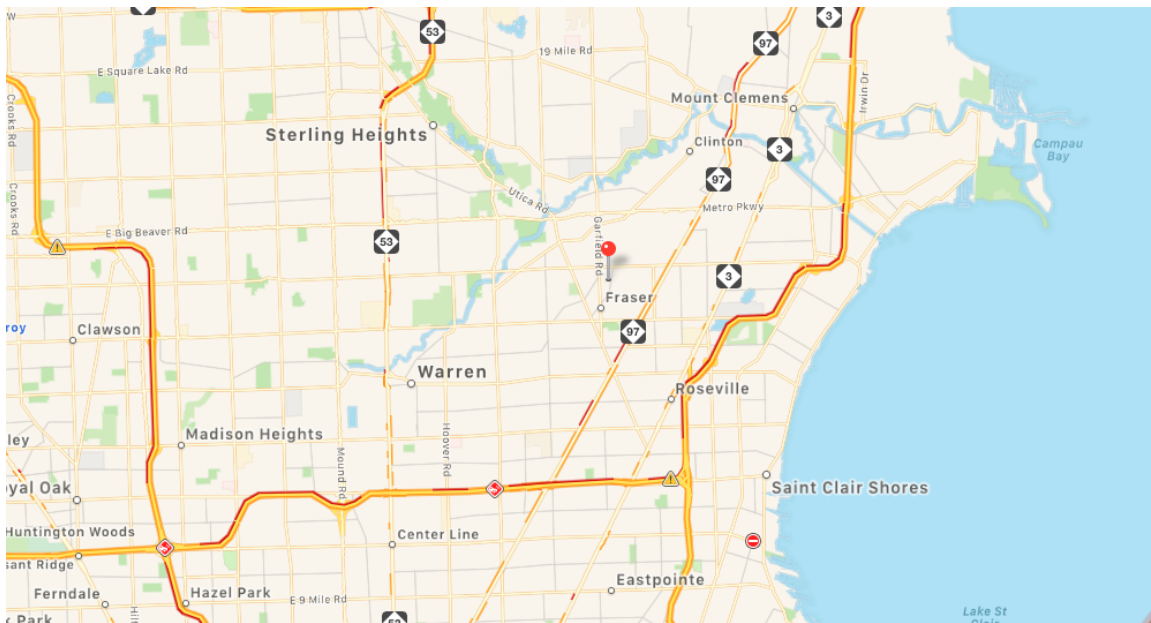 W
53
3
97
19 Mile Rd
E Square Lake Rd
Crooks Rd
Irwin Dr
Mount Clemens
Sterling Heights
Clinton
3
Campau
Bay
97
Crooks Rd
Utica Rd
Metro Pkwy
E Big Beaver Rd
Garfield Rd
53
3
Fraser
roy
Clawson
97
Warren
Roseville
Madison Heights
ley
Hoover Rd
Mound Rd
oyal Oak
Saint Clair Shores
Huntington Woods
Center Line
sant Ridge
Eastpointe
Ferndale
Hazel Park
E 9 Mile Rd
k Park
Hil
53
Lake St
Clair